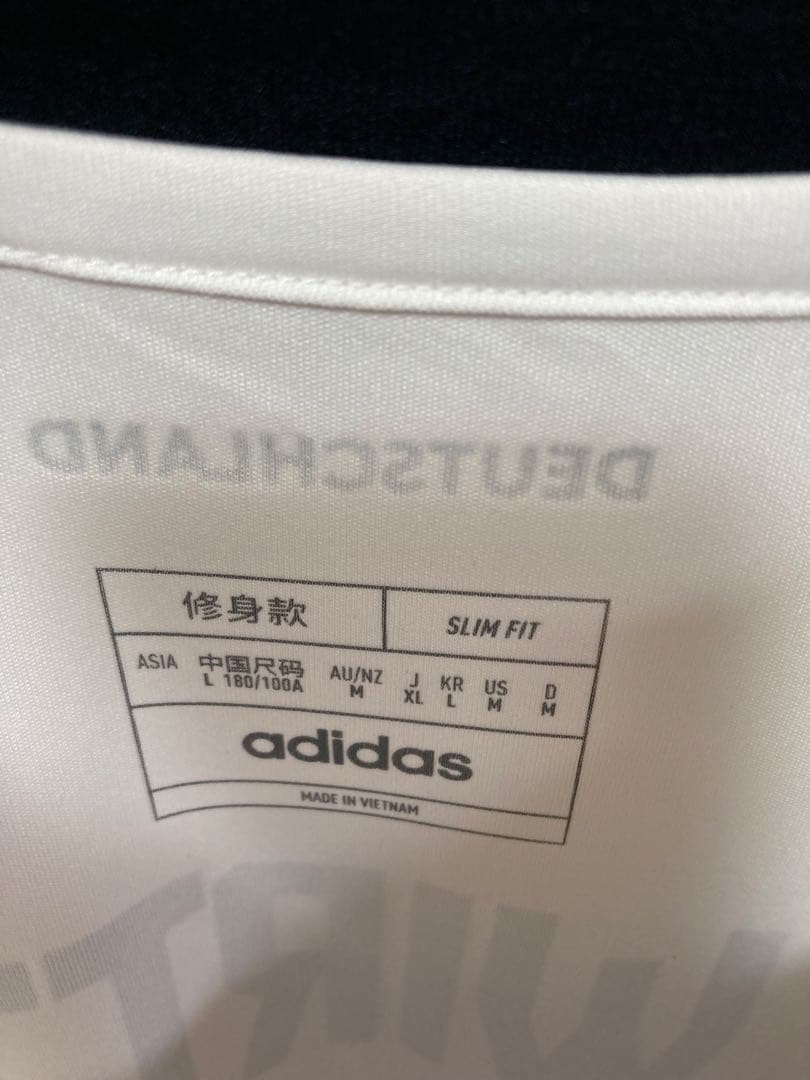 DEUTSCHLAND
修身款 SLIM FIT
ASIA 中国尺码 AU/NZ J KR US D
L 180/100A M XL L M M
adidas
MADE IN VIETNAM
WIRT